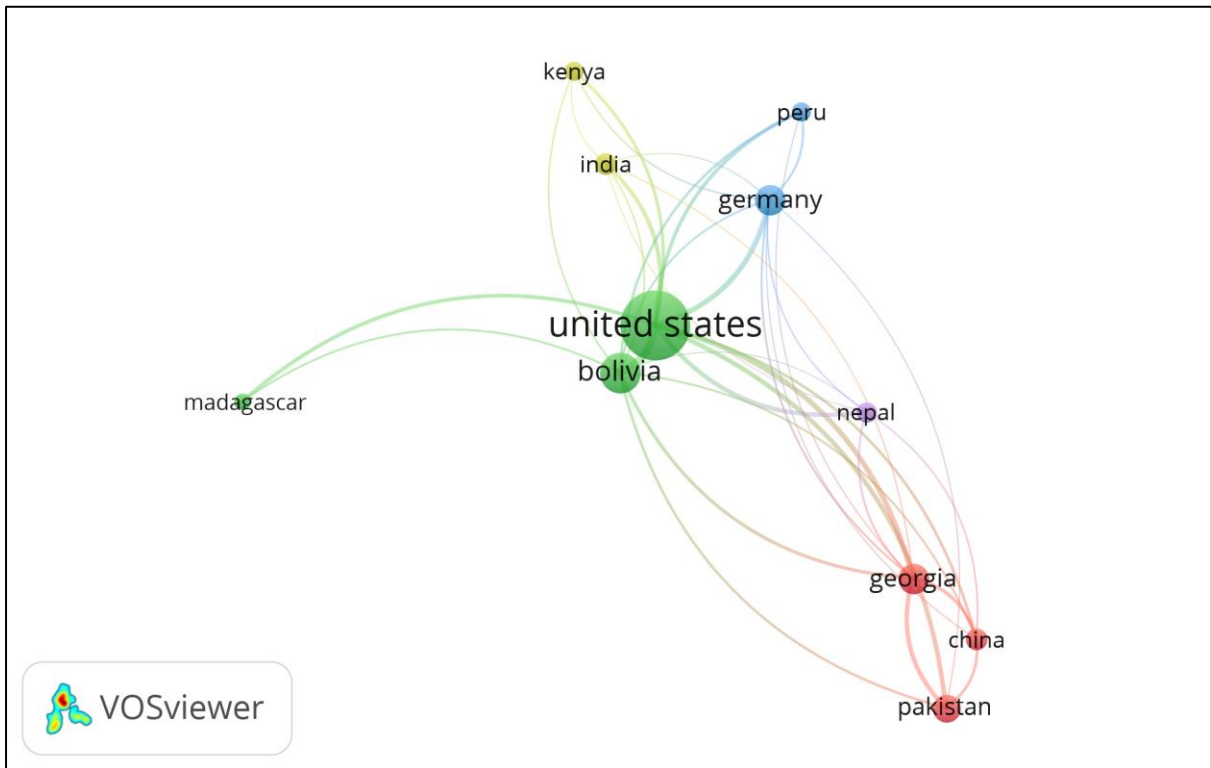 kenya
peru
india
germany
united states
bolivia
madagascar
nepal
georgia
china
pakistan
VOSviewer